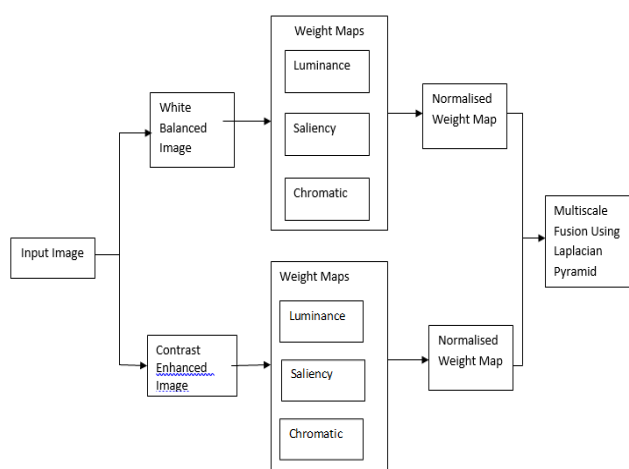 Weight Maps
Luminance
Saliency
Chromatic
White
Balanced
Image
Normalised
Weight Map
Input Image
Multiscale
Fusion Using
Laplacian
Pyramid
Weight Maps
Luminance
Saliency
Chromatic
Contrast
Enhanced
Image
Normalised
Weight Map